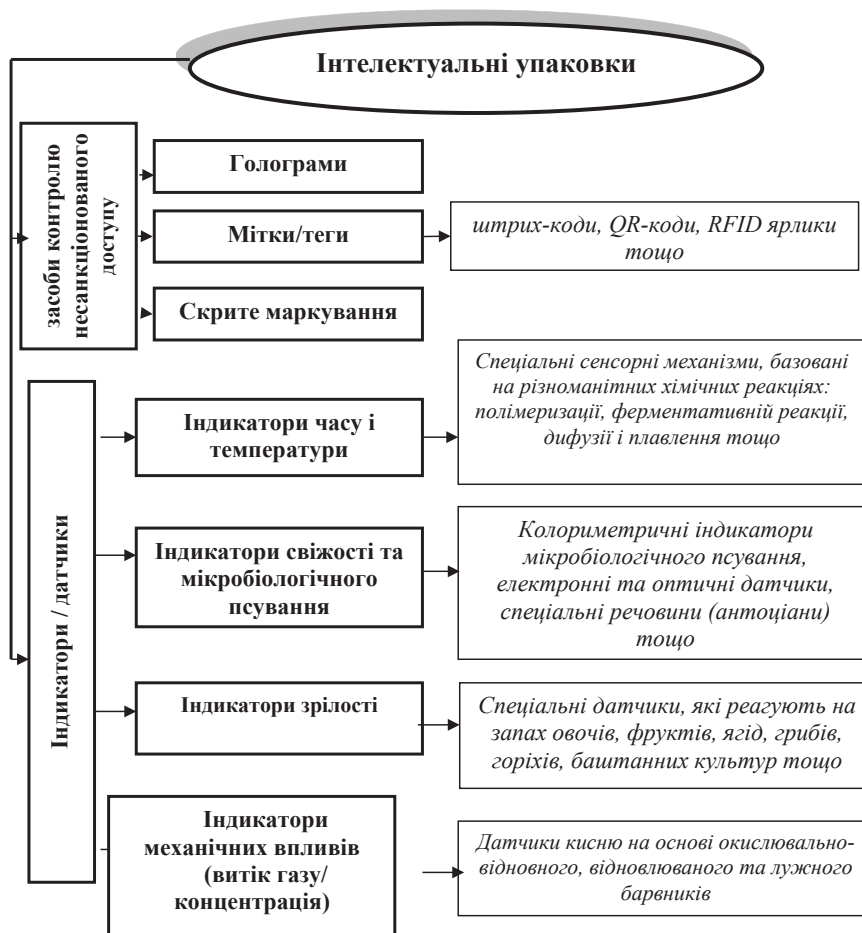 Інтелектуальні упаковки
засоби контролю
несанкціонованого
доступу
Голограми
Мітки/теги
штрих-коди, QR-коди, RFID ярлики
тощо
Скрите маркування
Індикатори / датчики
Індикатори часу і
температури
Спеціальні сенсорні механізми, базовані
на різноманітних хімічних реакціях:
полімеризації, ферментативній реакції,
дифузії і плавлення тощо
Індикатори свіжості та
мікробіологічного
псування
Колориметричні індикатори
мікробіологічного псування,
електронні та оптичні датчики,
спеціальні речовини (антоціани)
тощо
Індикатори зрілості
Спеціальні датчики, які реагують на
запах овочів, фруктів, ягід, грибів,
горіхів, баштанних культур тощо
Індикатори
механічних впливів
(витік газу/
концентрація)
Датчики кисню на основі окислювально-
відновного, відновлюваного та лужного
барвників